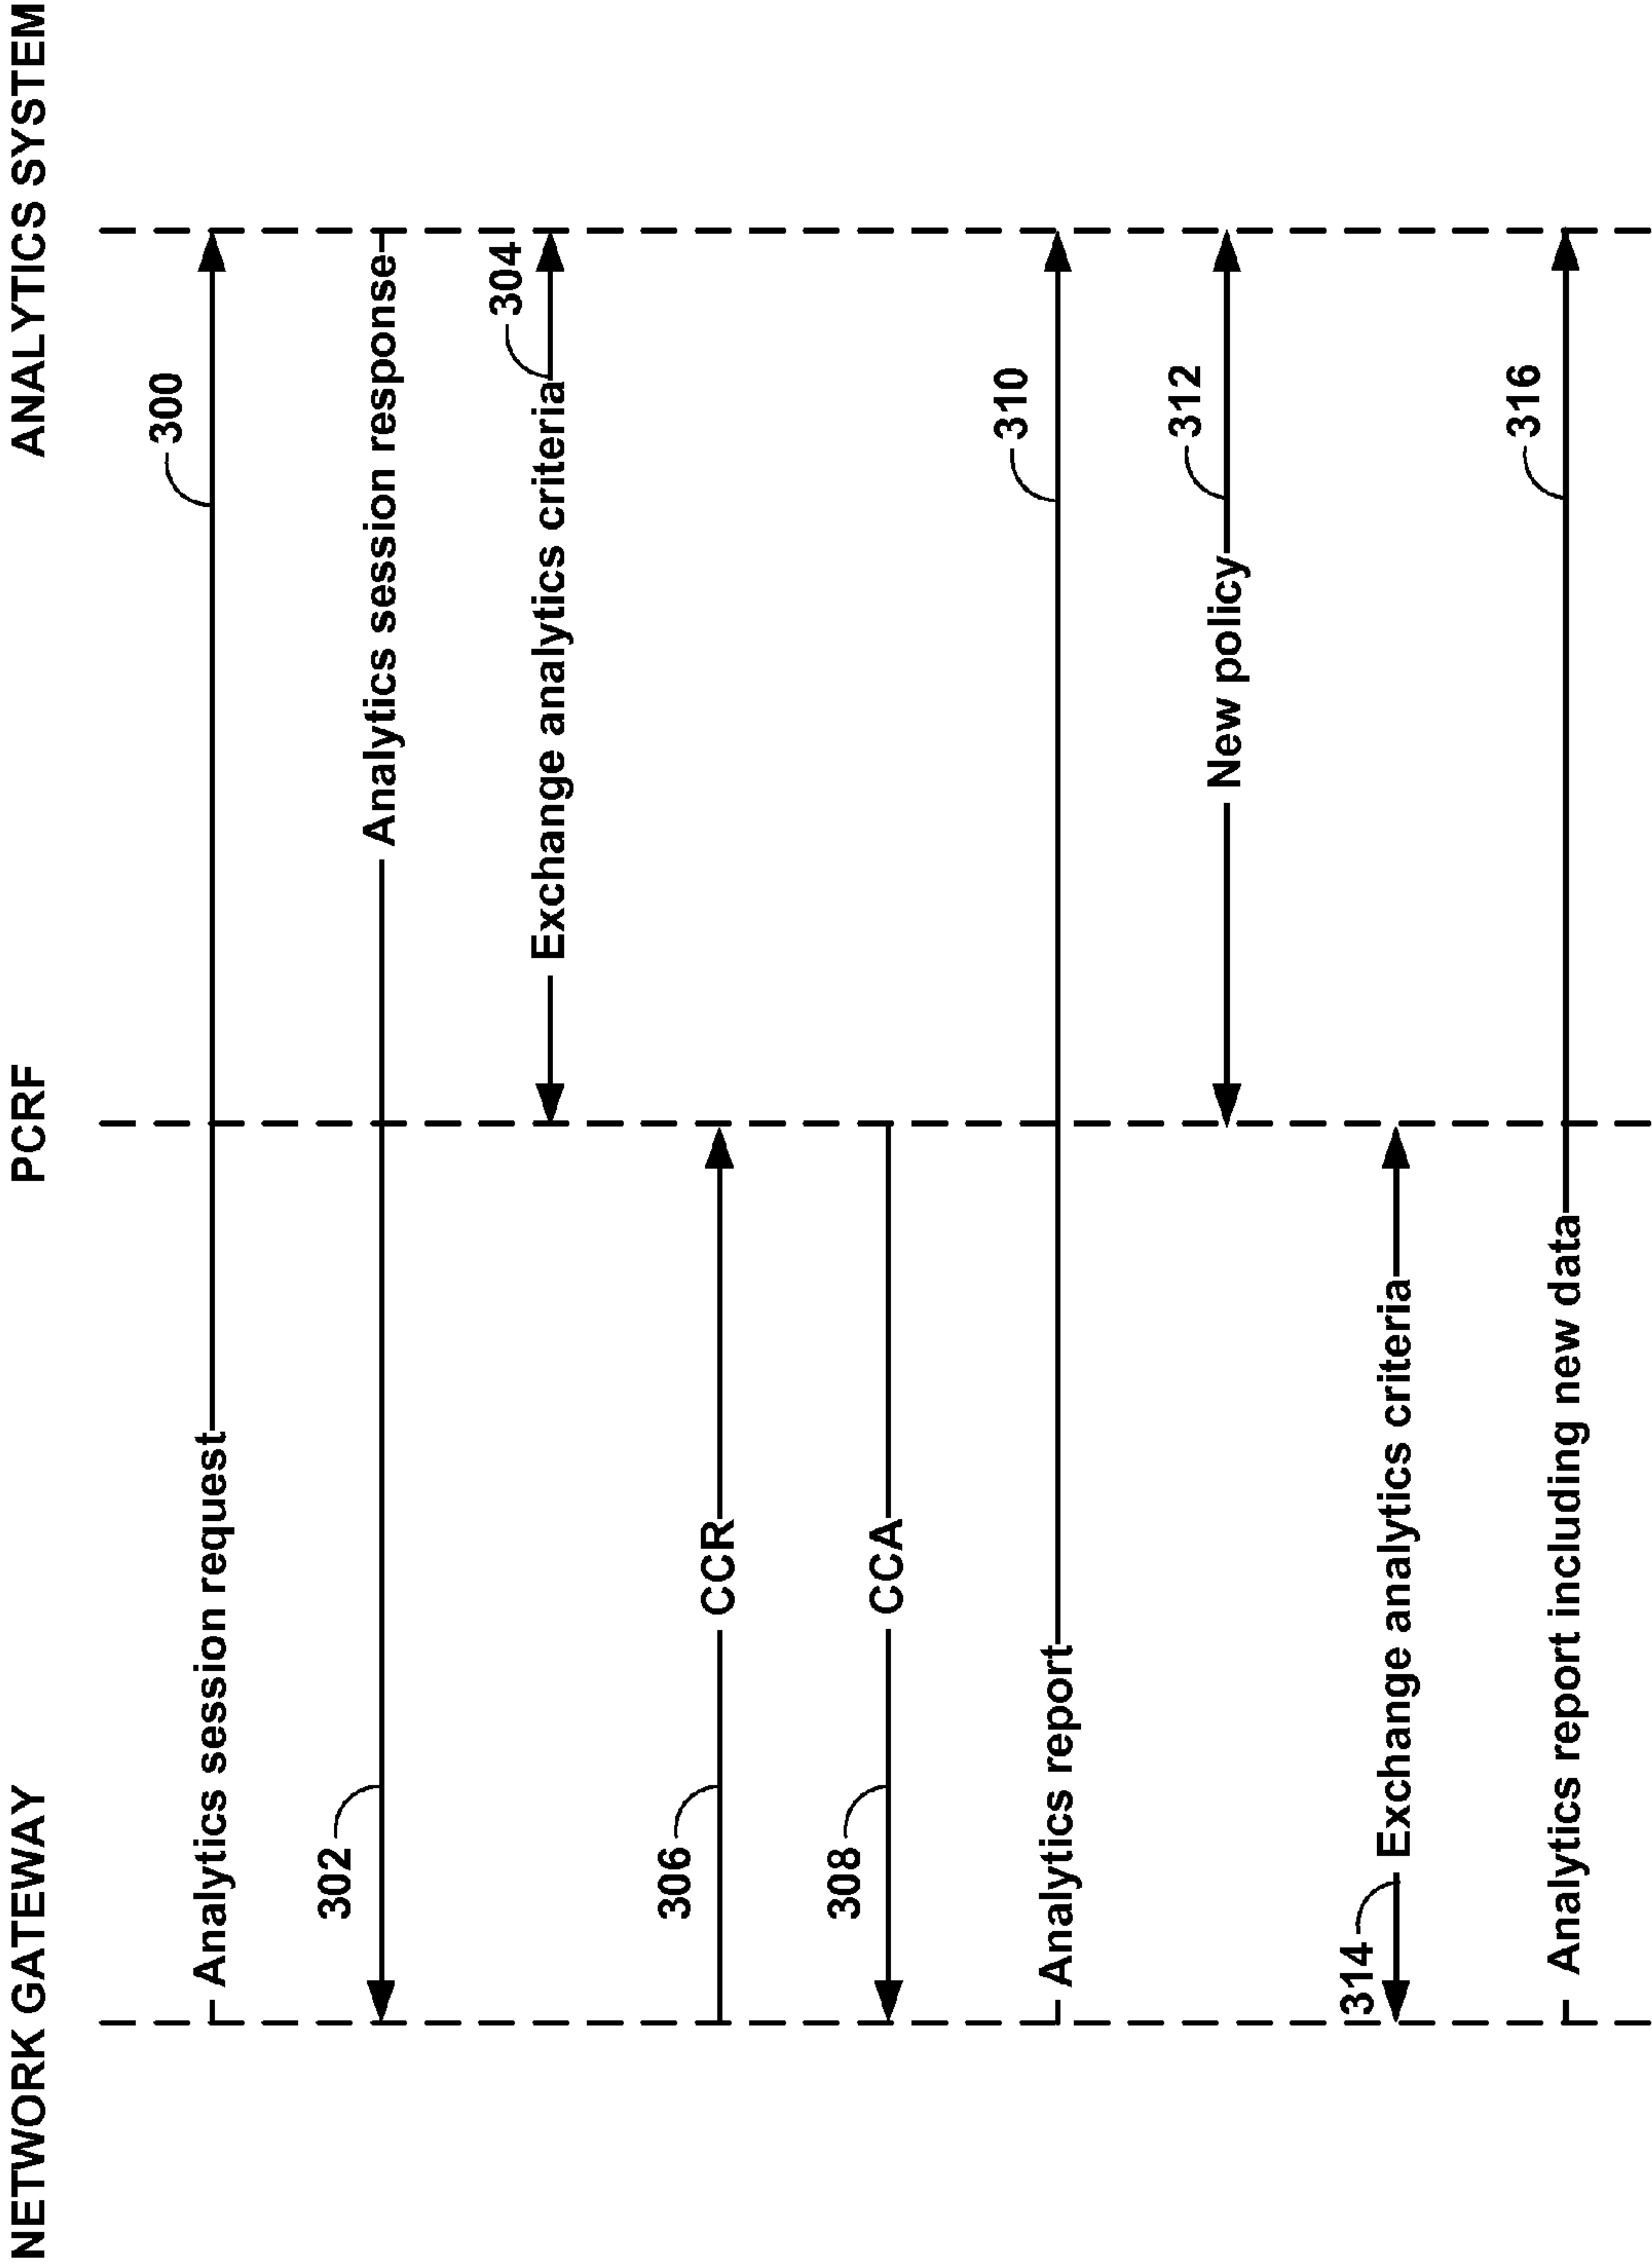 NETWORK GATEWAY
PCRF
ANALYTICS SYSTEM
Analytics session request
300
302
Analytics session response
304
Exchange analytics criteria
306
CCR
308
CCA
Analytics report
310
New policy
312
314
Exchange analytics criteria
Analytics report including new data
316